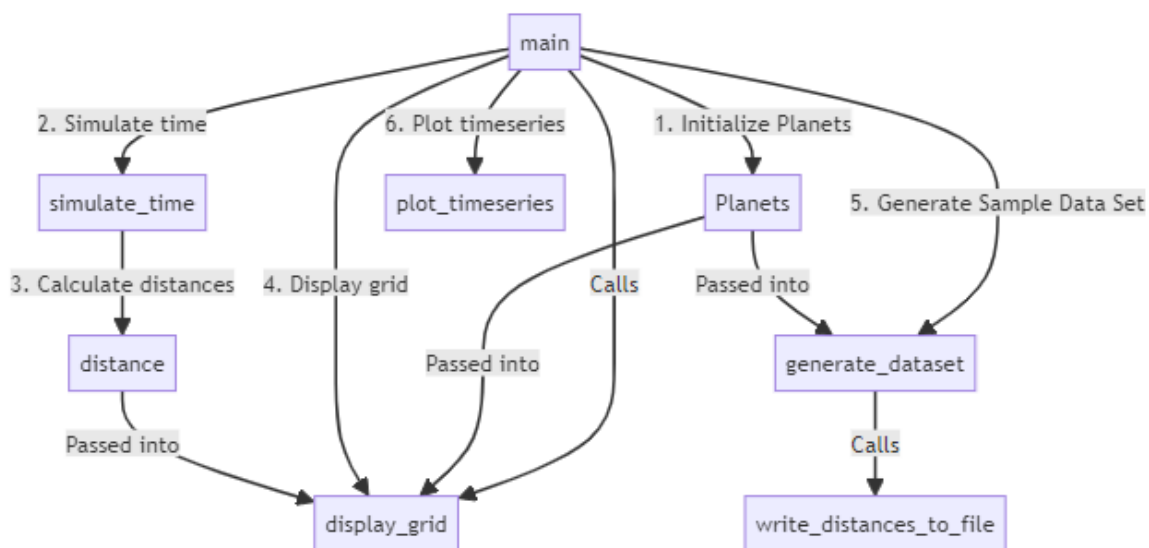 main
2. Simulate time
6. Plot timeseries
1. Initialize Planets
simulate_time
plot_timeseries
Planets
5. Generate Sample Data Set
3. Calculate distances
4. Display grid
Calls
Passed into
distance
Passed into
generate_dataset
Passed into
Calls
display_grid
write_distances_to_file